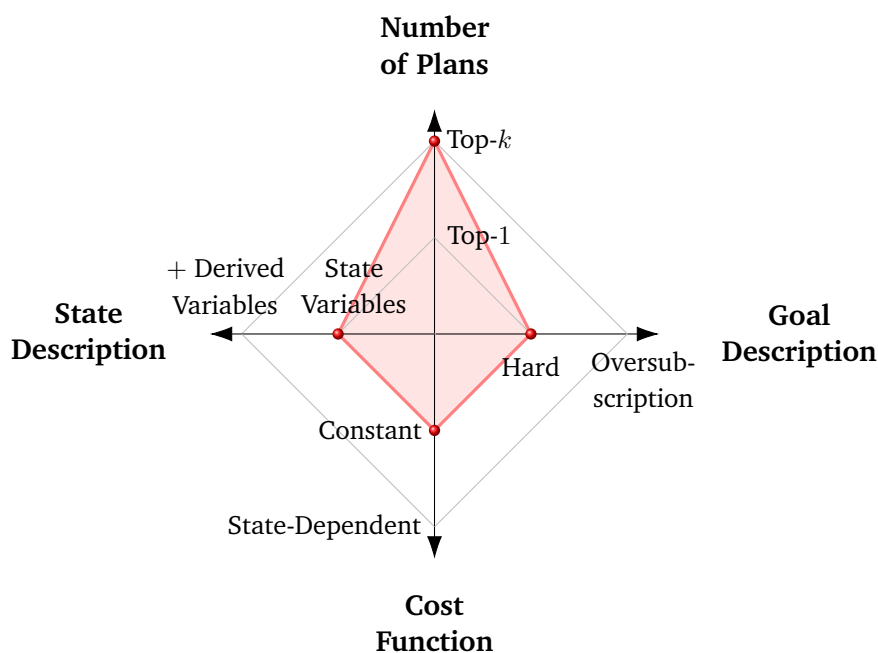 Number
of Plans
Top-k
Top-1
+ Derived
Variables
State
Variables
State
Description
Goal
Description
Hard
Oversub-
scription
Constant
State-Dependent
Cost
Function